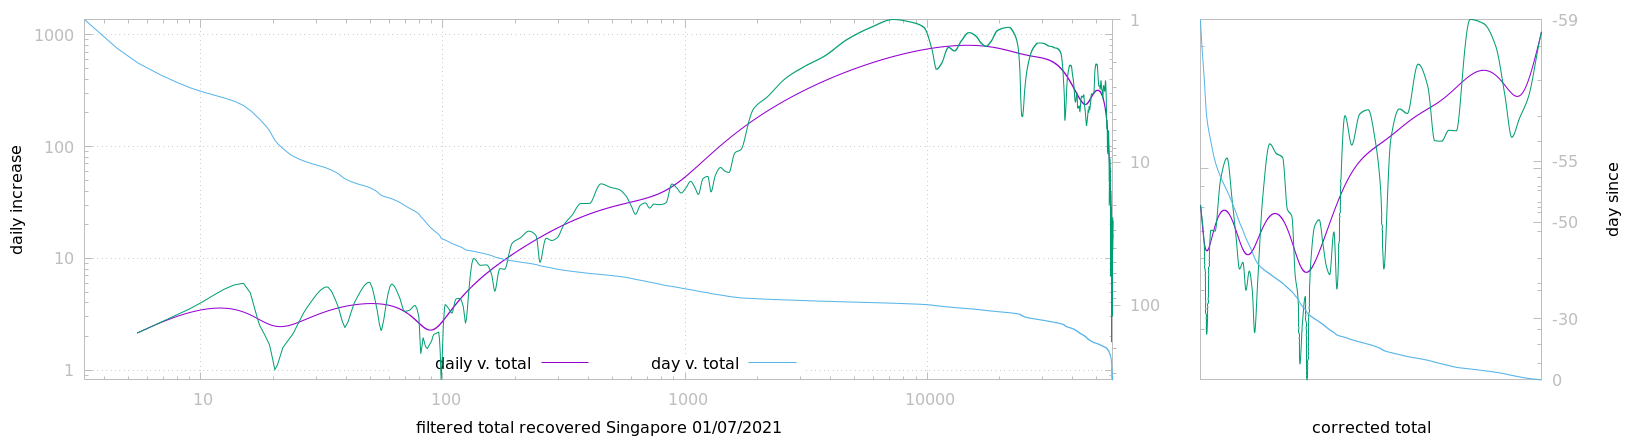 1000
100
10
1
daily increase
10
100
1000
10000
filtered total recovered Singapore 01/07/2021
daily v. total
day v. total
1
10
100
-59
-55
-50
-30
0
day since
corrected total